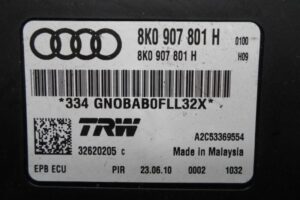 8K0 907 801 H 0100
8K0 907 801 H H09
*334 GNOBAB0FLL32X*
TRW A2C53369554
32620205 c Made in Malaysia
EPB ECU PIR 23.06.10 0002 1032